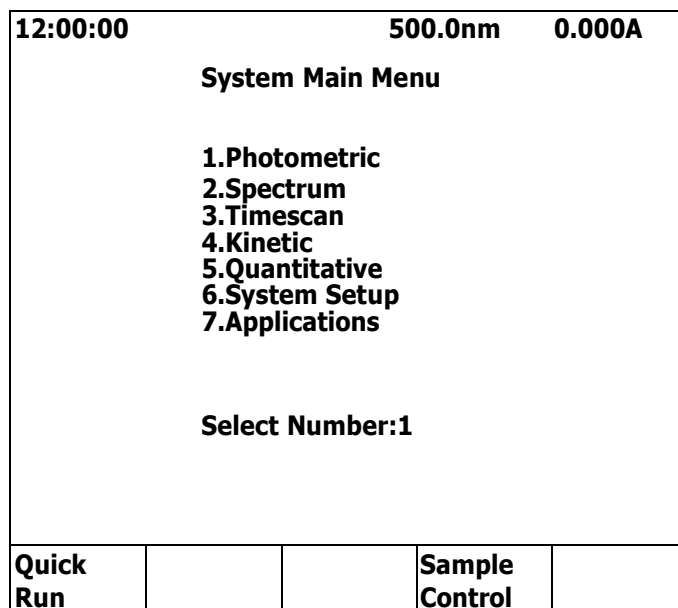 12:00:00 500.0nm 0.000A
System Main Menu
1.Photometric
2.Spectrum
3.Timescan
4.Kinetic
5.Quantitative
6.System Setup
7.Applications
Select Number:1
Quick Sample
Run Control